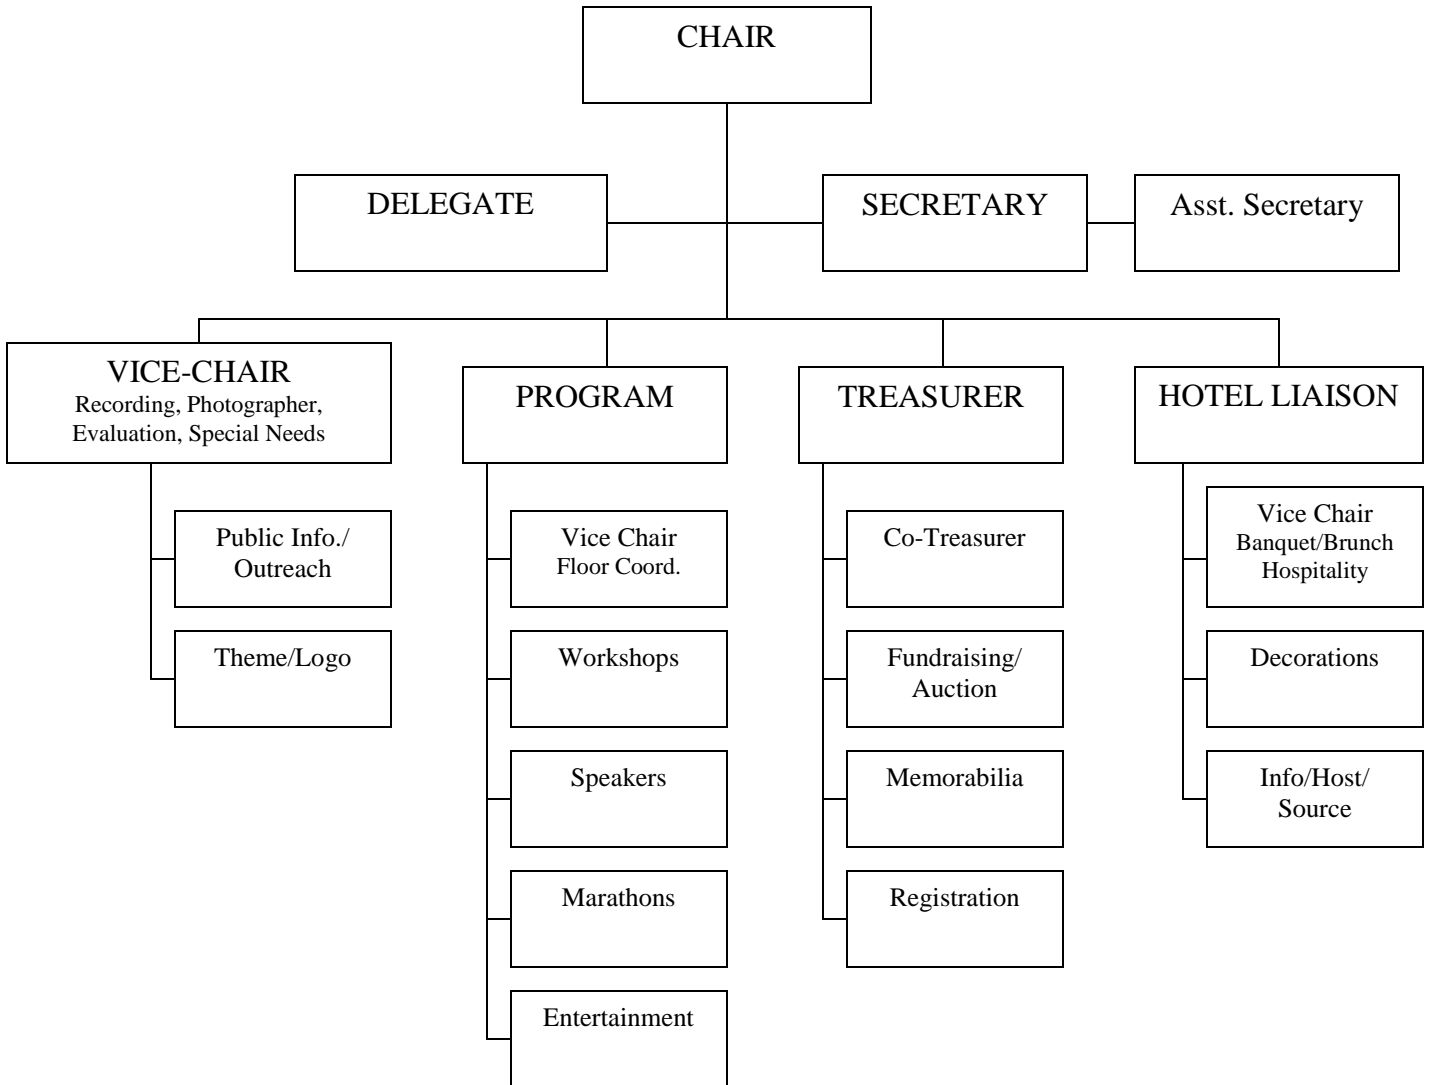 CHAIR
DELEGATE
SECRETARY
Asst. Secretary
VICE-CHAIR
Recording, Photographer,
Evaluation, Special Needs
PROGRAM
TREASURER
HOTEL LIAISON
Public Info./
Outreach
Theme/Logo
Vice Chair
Floor Coord.
Workshops
Speakers
Marathons
Entertainment
Co-Treasurer
Fundraising/
Auction
Memorabilia
Registration
Vice Chair
Banquet/Brunch
Hospitality
Decorations
Info/Host/
Source